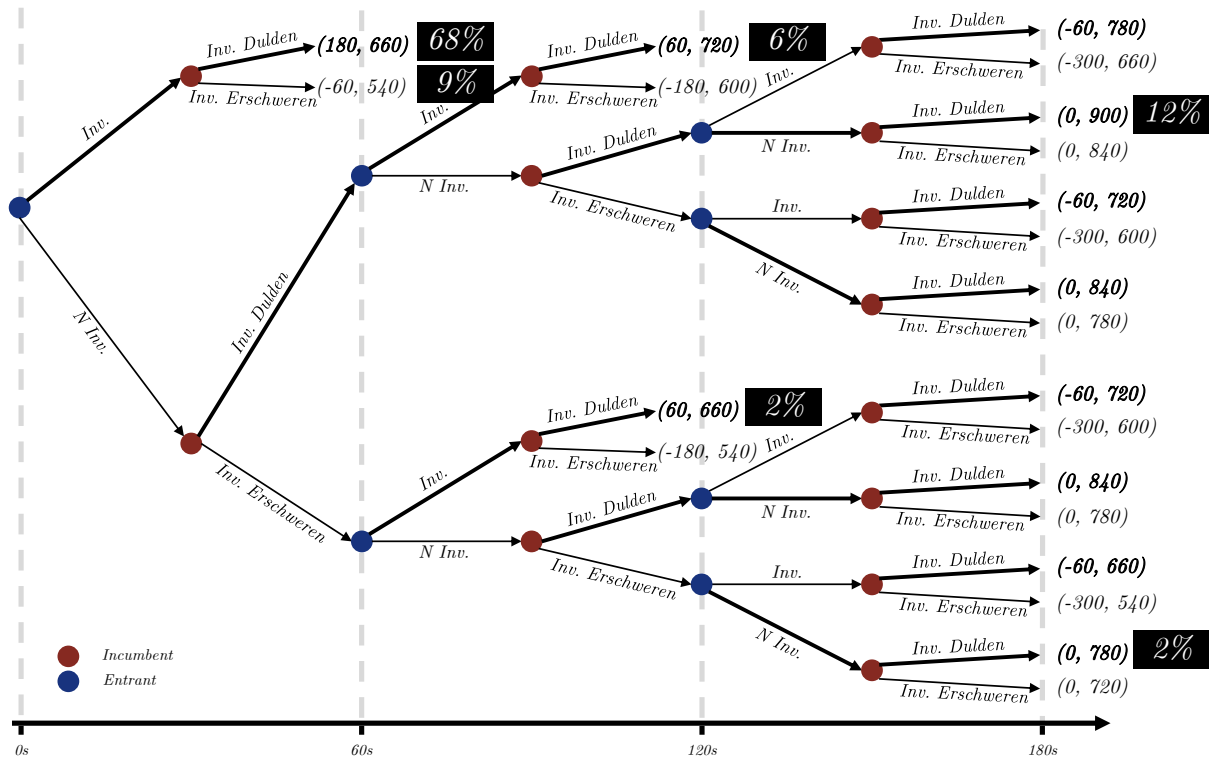 Inv. Dulden
(180, 660) 68%
Inv. Erschweren
(-60, 540) 9%
Inv.
N Inv.
Inv. Dulden
Inv. Erschweren
Inv.
N Inv.
Inv. Dulden
(60, 720) 6%
Inv. Erschweren
(-180, 600)
Inv. Dulden
Inv. Erschweren
Inv.
N Inv.
Inv.
N Inv.
Inv. Dulden
(-60, 780)
Inv. Erschweren
(-300, 660)
Inv. Dulden
(0, 900) 12%
Inv. Erschweren
(0, 840)
Inv. Dulden
(-60, 720)
Inv. Erschweren
(-300, 600)
Inv. Dulden
(0, 840)
Inv. Erschweren
(0, 780)
Inv.
N Inv.
Inv. Dulden
(60, 660) 2%
Inv. Erschweren
(-180, 540)
Inv. Dulden
Inv. Erschweren
Inv.
N Inv.
Inv.
N Inv.
Inv. Dulden
(-60, 720)
Inv. Erschweren
(-300, 600)
Inv. Dulden
(0, 840)
Inv. Erschweren
(0, 780)
Inv. Dulden
(-60, 660)
Inv. Erschweren
(-300, 540)
Inv. Dulden
(0, 780) 2%
Inv. Erschweren
(0, 720)
Incumbent
Entrant
0s
60s
120s
180s